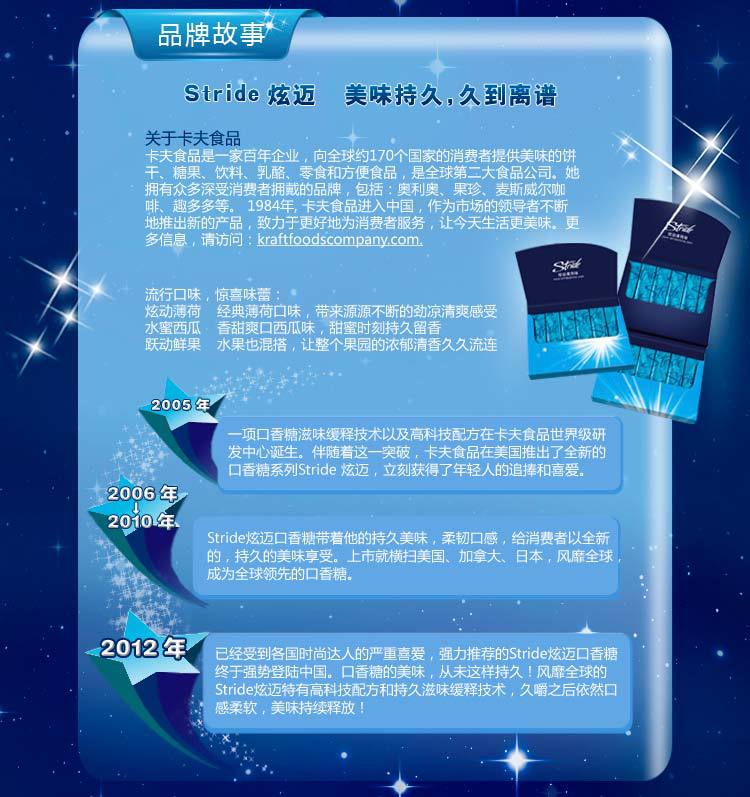 品牌故事
Stride 炫迈 美味持久,久到离谱
关于卡夫食品
卡夫食品是一家百年企业，向全球约170个国家的消费者提供美味的饼
干、糖果、饮料、乳酪、零食和方便食品，是全球第二大食品公司。她
拥有众多深受消费者拥戴的品牌，包括：奥利奥、果珍、麦斯威尔咖
啡、趣多多等。 1984年, 卡夫食品进入中国，作为市场的领导者不断
地推出新的产品，致力于更好地为消费者服务，让今天生活更美味。更
多信息，请访问：kraftfoodscompany.com.
流行口味，惊喜味蕾：
炫动薄荷 经典薄荷口味，带来源源不断的劲凉清爽感受
水蜜西瓜 香甜爽口西瓜味，甜蜜时刻持久留香
跃动鲜果 水果也混搭，让整个果园的浓郁清香久久流连
Stride
Stride
2005 年
一项口香糖滋味缓释技术以及高科技配方在卡夫食品世界级研
发中心诞生。伴随着这一突破，卡夫食品在美国推出了全新的
口香糖系列Stride 炫迈，立刻获得了年轻人的追捧和喜爱。
2006 年
↓
2010 年
Stride炫迈口香糖带着他的持久美味，柔韧口感，给消费者以全新
的，持久的美味享受。上市就横扫美国、加拿大、日本，风靡全球，
成为全球领先的口香糖。
2012 年
已经受到各国时尚达人的严重喜爱，强力推荐的Stride炫迈口香糖
终于强势登陆中国。口香糖的美味，从未这样持久！风靡全球的
Stride炫迈特有高科技配方和持久滋味缓释技术，久嚼之后依然口
感柔软，美味持续释放！